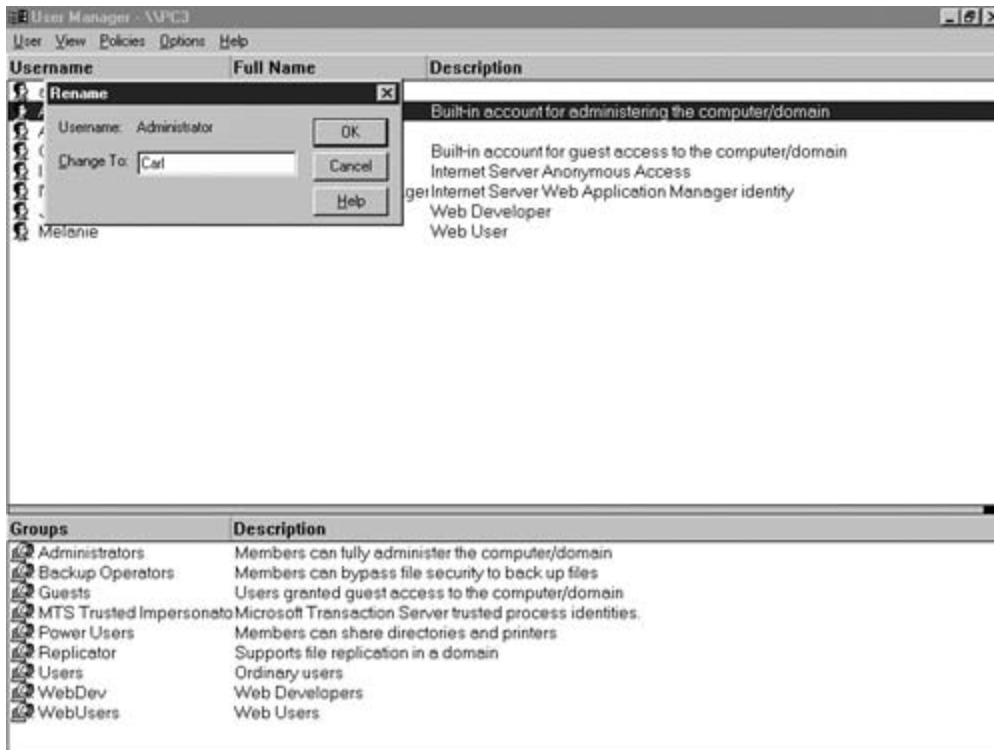 User Manager - \\PC3
User View Policies Options Help
Username Full Name Description
Rename
Username: Administrator
OK
Change To: Carl
Cancel
Help
Built-in account for administering the computer/domain
Built-in account for guest access to the computer/domain
Internet Server Anonymous Access
ger Internet Server Web Application Manager identity
Web Developer
Melanie Web User
Groups Description
Administrators Members can fully administer the computer/domain
Backup Operators Members can bypass file security to back up files
Guests Users granted guest access to the computer/domain
MTS Trusted Impersonato Microsoft Transaction Server trusted process identities.
Power Users Members can share directories and printers
Replicator Supports file replication in a domain
Users Ordinary users
WebDev Web Developers
WebUsers Web Users